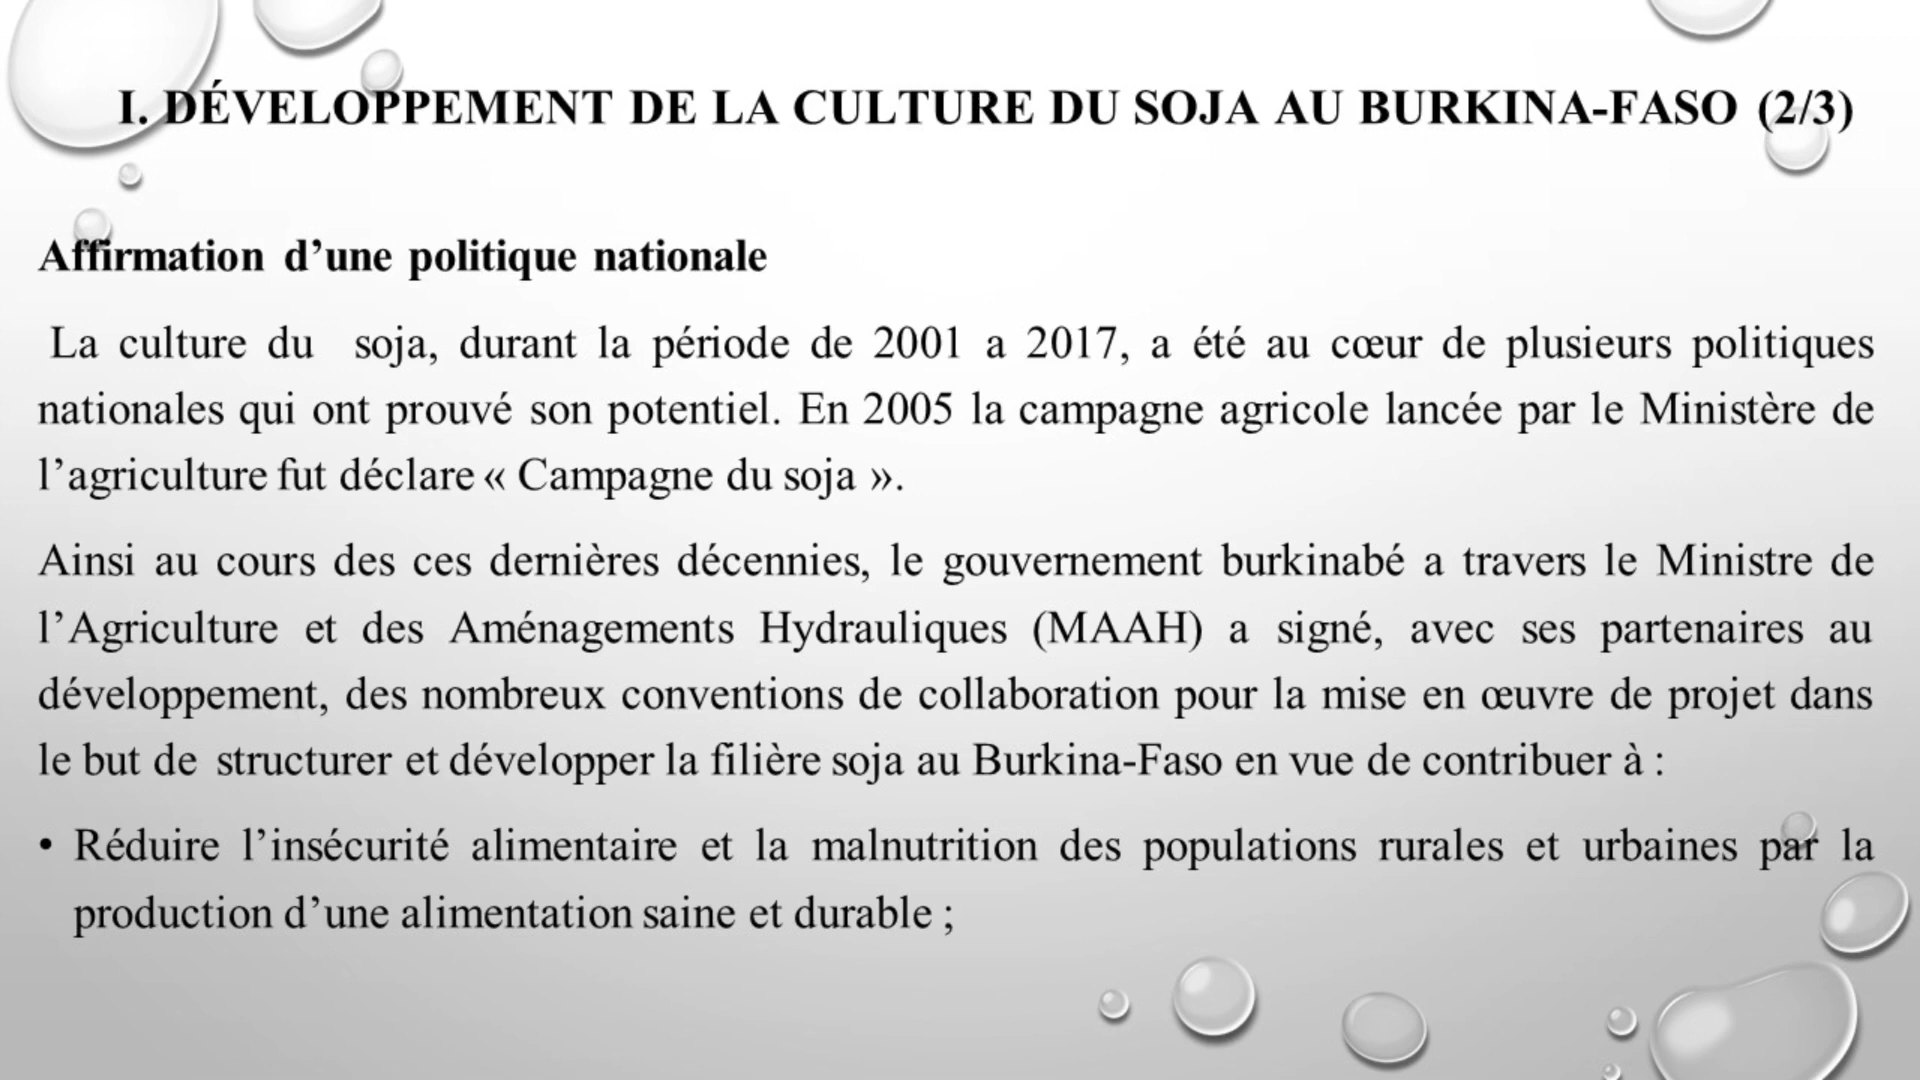 I. DÉVELOPPEMENT DE LA CULTURE DU SOJA AU BURKINA-FASO (2/3)
Affirmation d’une politique nationale
La culture du soja, durant la période de 2001 a 2017, a été au cœur de plusieurs politiques
nationales qui ont prouvé son potentiel. En 2005 la campagne agricole lancée par le Ministère de
l’agriculture fut déclare « Campagne du soja ».
Ainsi au cours des ces dernières décennies, le gouvernement burkinabé a travers le Ministre de
l’Agriculture et des Aménagements Hydrauliques (MAAH) a signé, avec ses partenaires au
développement, des nombreux conventions de collaboration pour la mise en œuvre de projet dans
le but de structurer et développer la filière soja au Burkina-Faso en vue de contribuer à :
• Réduire l’insécurité alimentaire et la malnutrition des populations rurales et urbaines par la
production d’une alimentation saine et durable ;